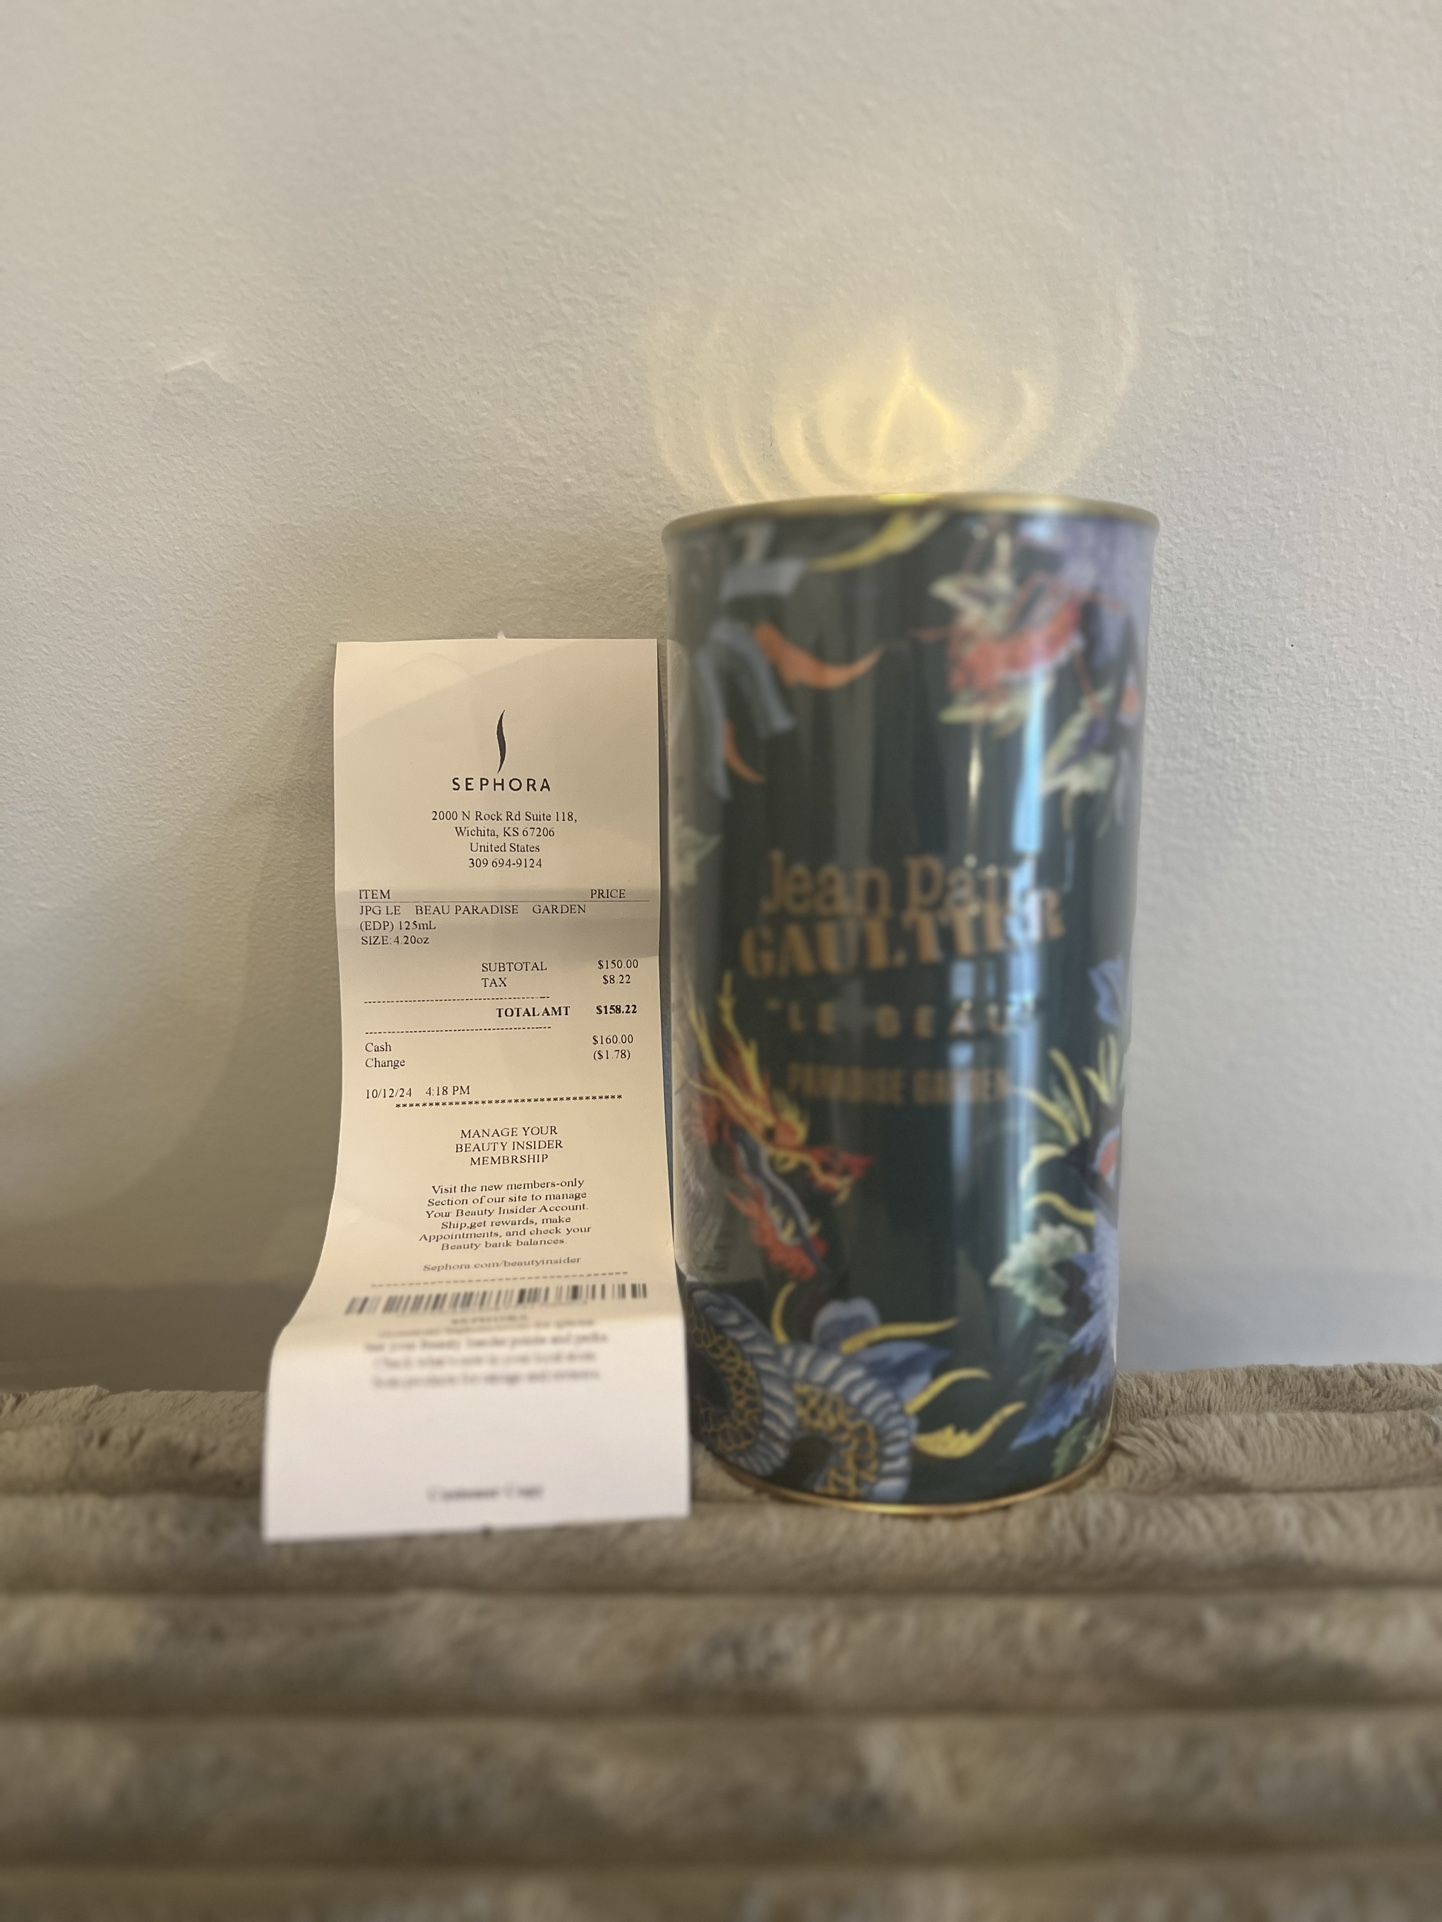 SEPHORA
2000 N Rock Rd Suite 118,
Wichita, KS 67206
United States
309 694-9124
ITEM PRICE
JPG LE BEAU PARADISE GARDEN
(EDP) 125mL
SIZE: 4.20oz
SUBTOTAL $150.00
TAX $8.22
TOTAL AMT $158.22
Cash $160.00
Change ($1.78)
10/12/24 4:18 PM
**********************************
MANAGE YOUR
BEAUTY INSIDER
MEMBRSHIP
Visit the new members-only
Section of our site to manage
Your Beauty Insider Account.
Ship,get rewards, make
Appointments, and check your
Beauty bank balances.
Sephora.com/beautyinsider
SEPHORA
Customer Copy
Jean Paul
GAULTIER
"LE BEAU"
PARADISE GARDEN